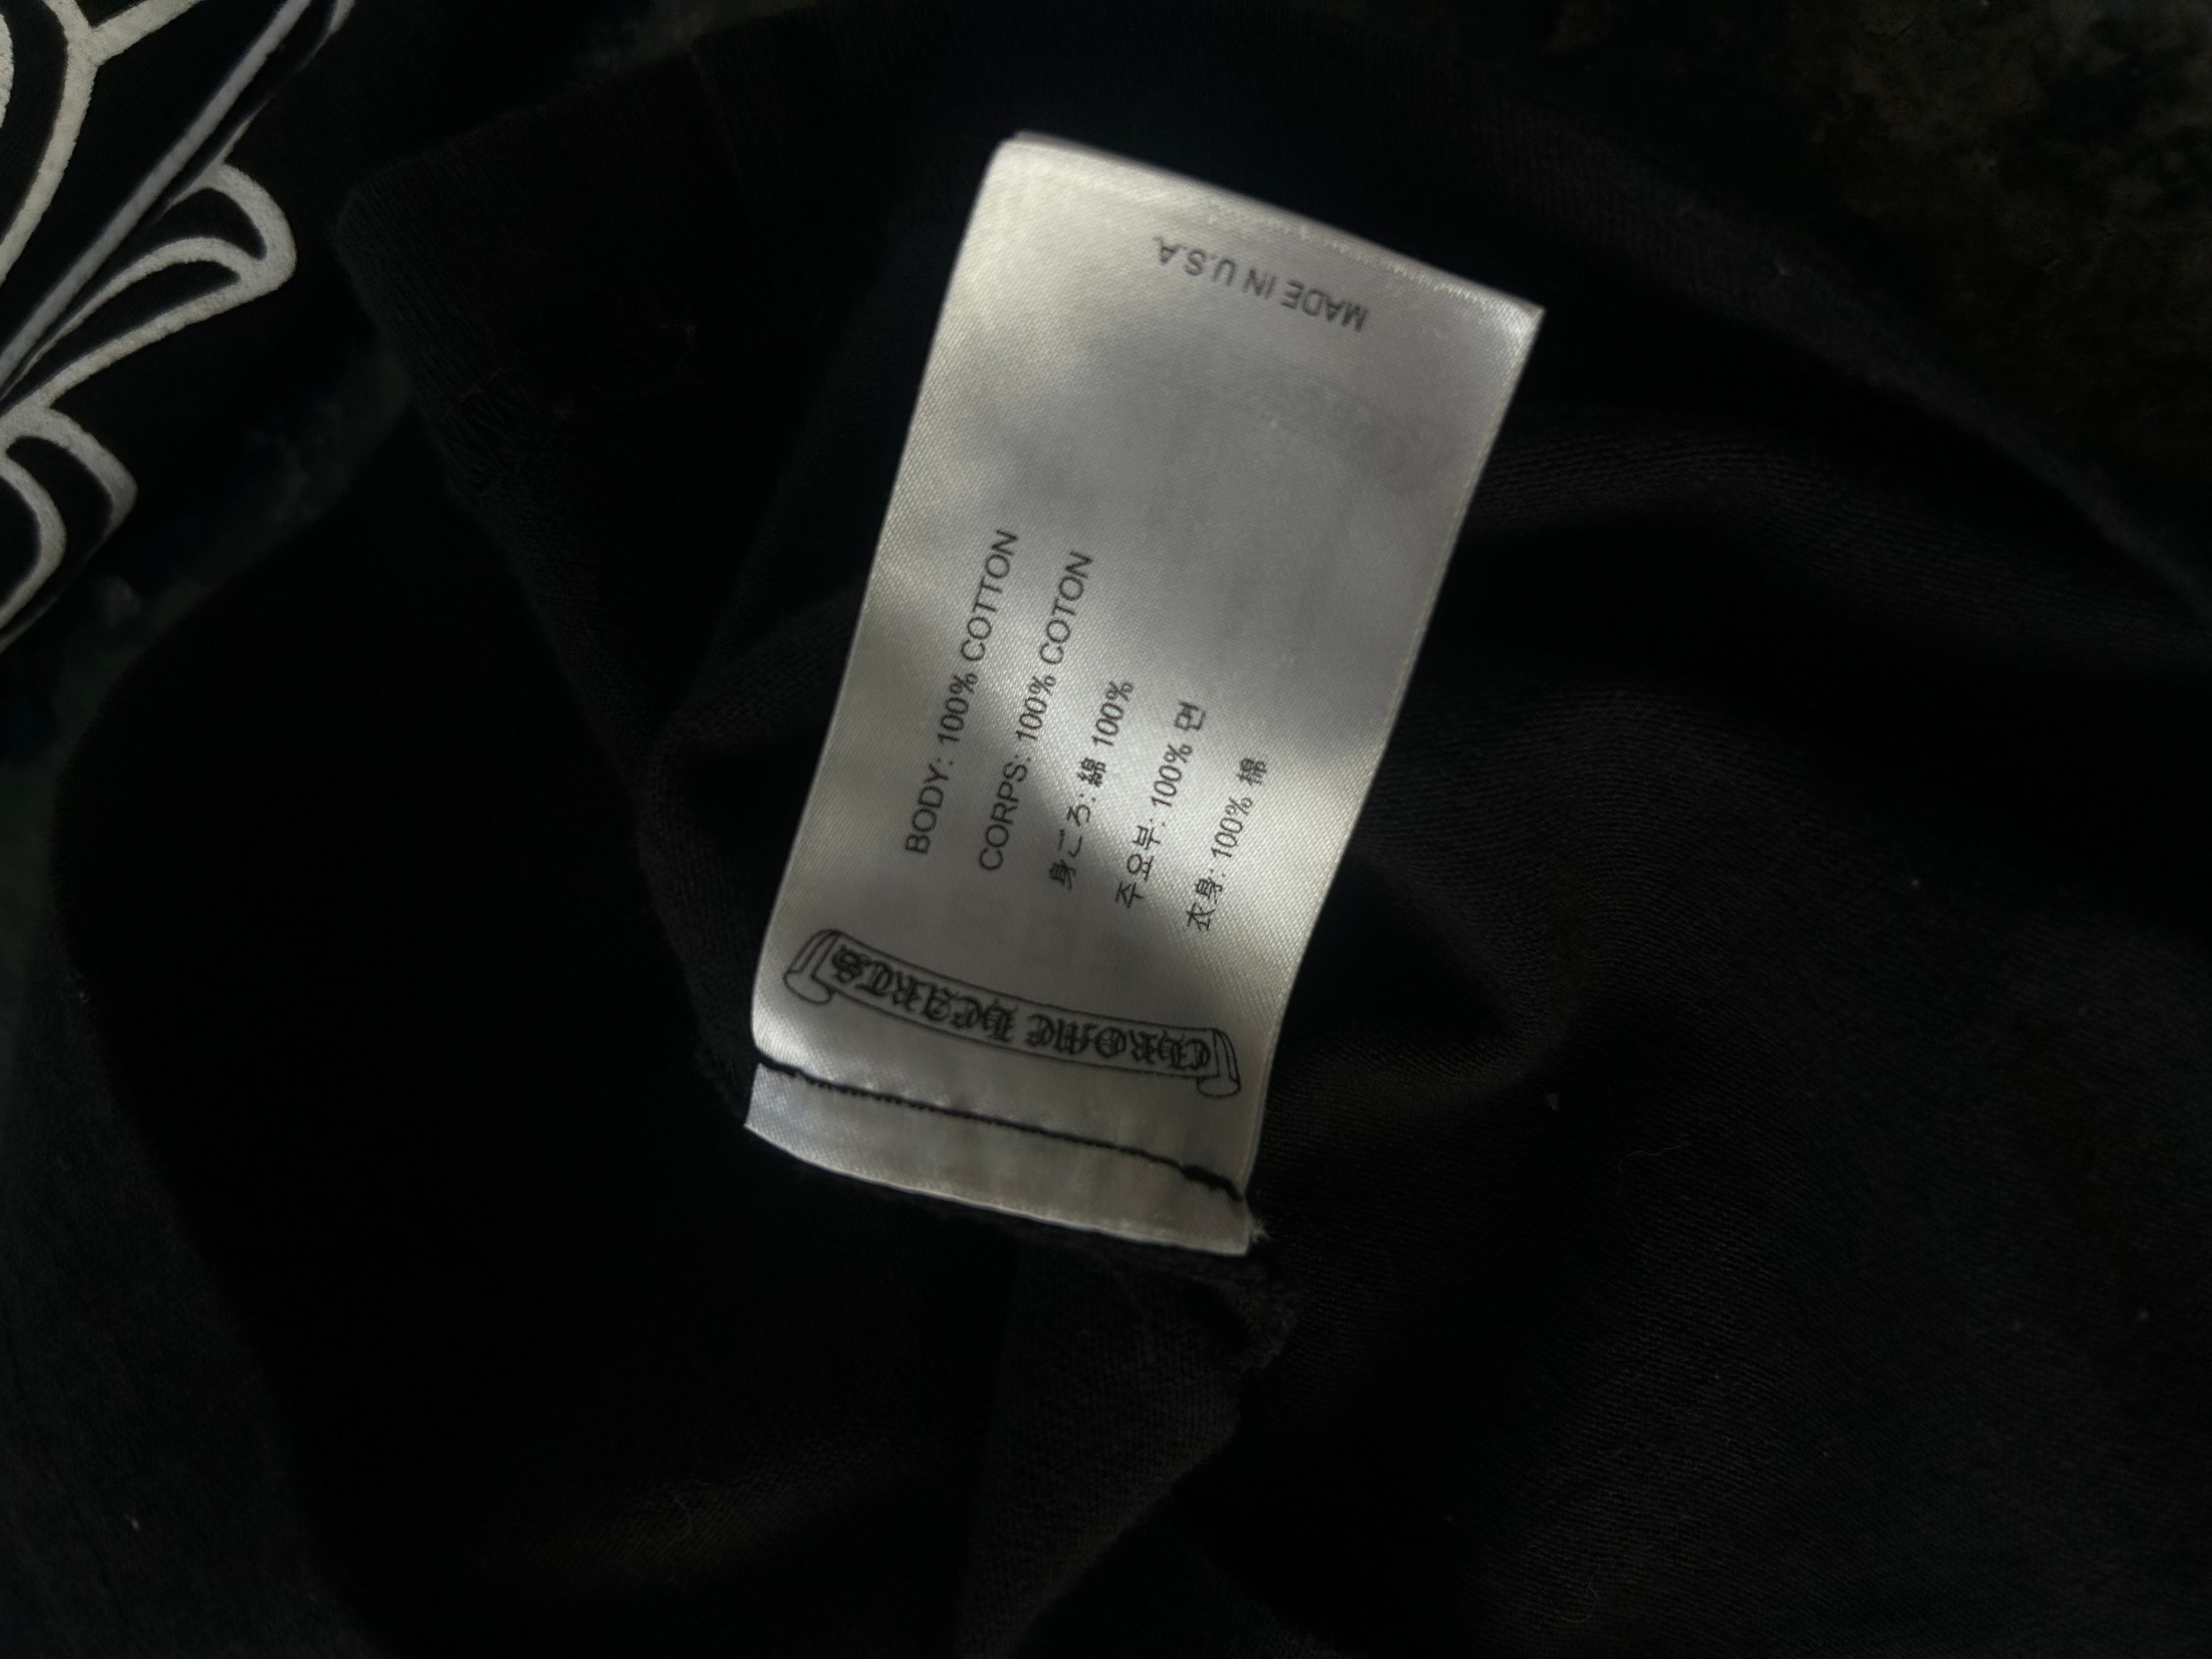 CHROME HEARTS
BODY: 100% COTTON
CORPS: 100% COTON
身ごろ: 綿 100%
주요부: 100% 면
衣身: 100% 棉
MADE IN U.S.A.